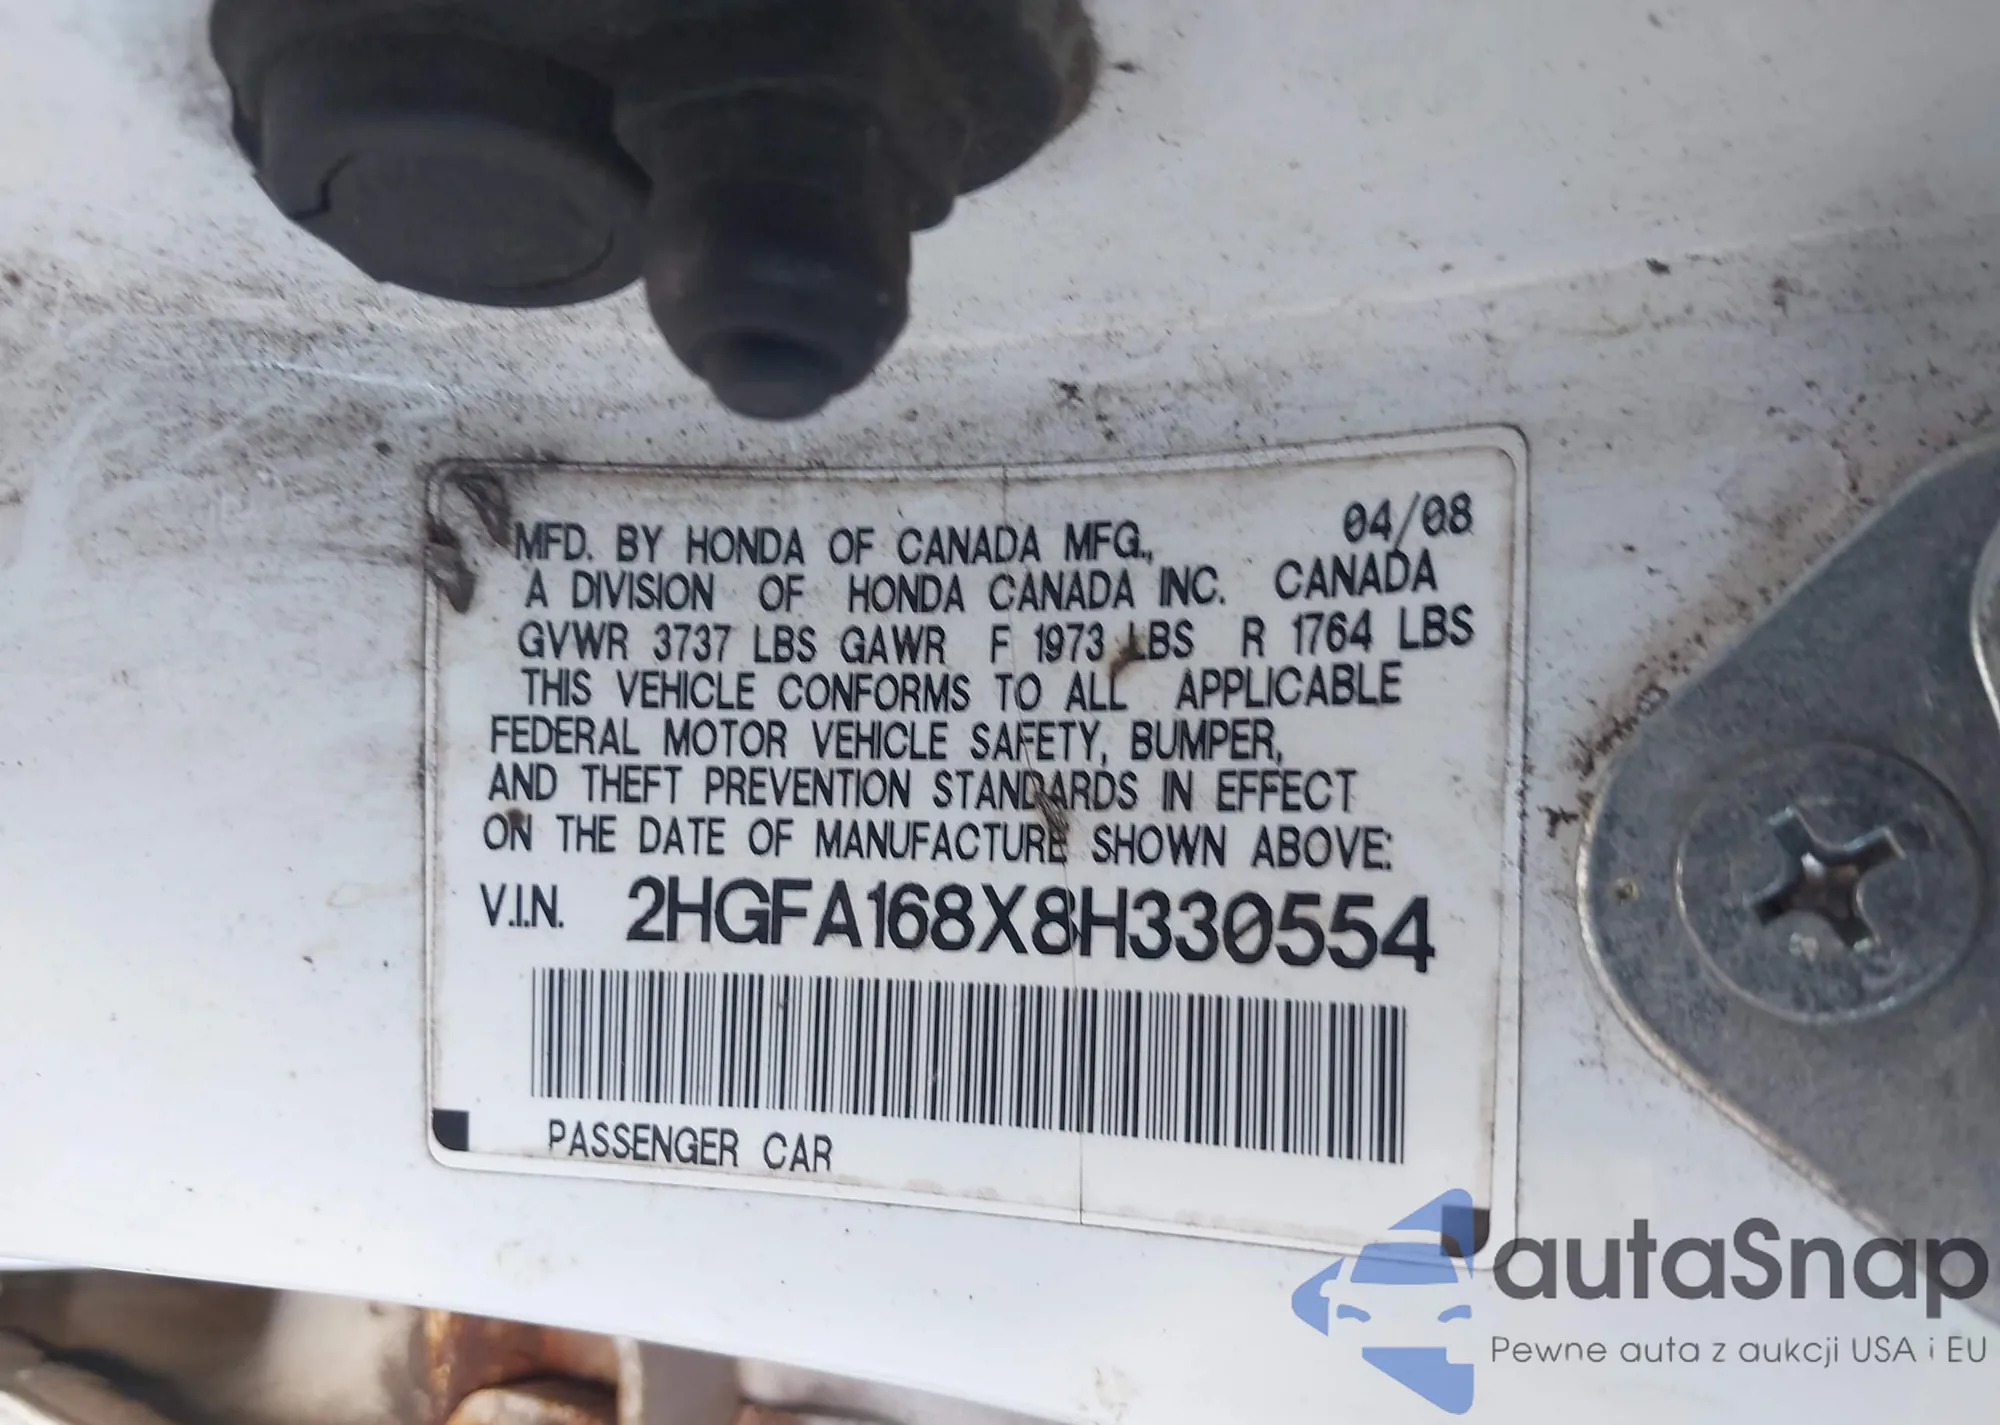 04/08
MFD. BY HONDA OF CANADA MFG.,
A DIVISION OF HONDA CANADA INC. CANADA
GVWR 3737 LBS GAWR F 1973 LBS R 1764 LBS
THIS VEHICLE CONFORMS TO ALL APPLICABLE
FEDERAL MOTOR VEHICLE SAFETY, BUMPER,
AND THEFT PREVENTION STANDARDS IN EFFECT
ON THE DATE OF MANUFACTURE SHOWN ABOVE:
V.I.N. 2HGFA168X8H330554
PASSENGER CAR
autaSnap
Pewne auta z aukcji USA i EU